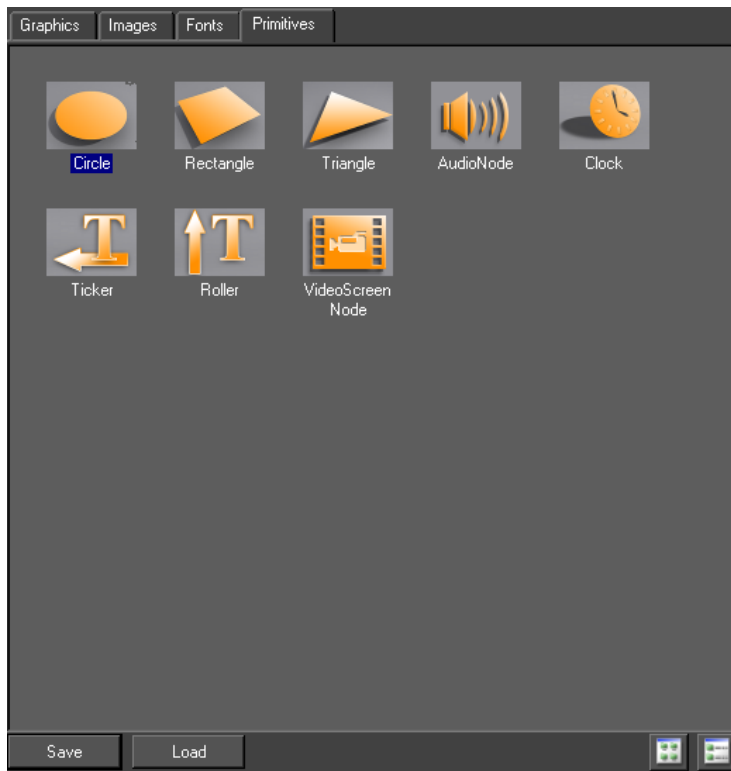 Graphics Images Fonts Primitives
Circle Rectangle Triangle AudioNode Clock
T T
Ticker Roller VideoScreen
Node
Save Load